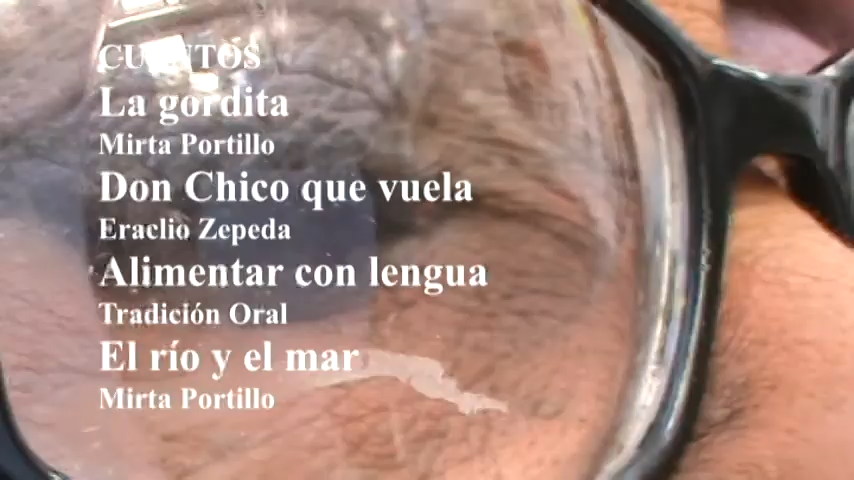 CUENTOS
La gordita
Mirta Portillo
Don Chico que vuela
Eraclio Zepeda
Alimentar con lengua
Tradición Oral
El río y el mar
Mirta Portillo